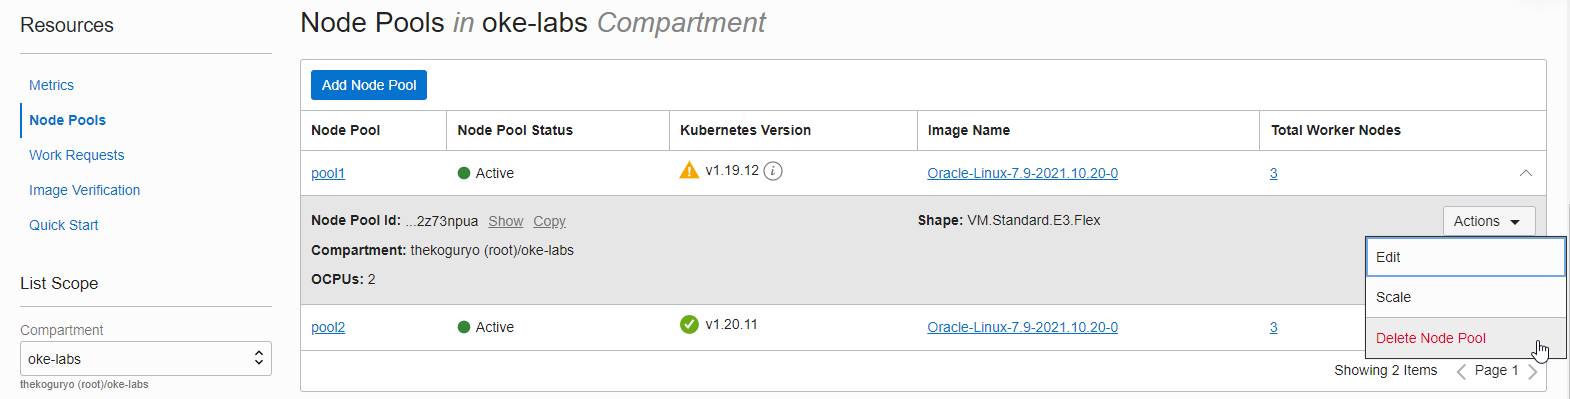 Resources
Metrics
Node Pools
Work Requests
Image Verification
Quick Start
List Scope
Compartment
oke-labs
thekoguryo (root)/oke-labs
Node Pools in oke-labs Compartment
Add Node Pool
Node Pool Node Pool Status Kubernetes Version Image Name Total Worker Nodes
pool1 Active v1.19.12 i Oracle-Linux-7.9-2021.10.20-0 3
Node Pool Id: ...2z73npua Show Copy Shape: VM.Standard.E3.Flex Actions
Compartment: thekoguryo (root)/oke-labs
OCPUs: 2
Edit
Scale
Delete Node Pool
pool2 Active v1.20.11 Oracle-Linux-7.9-2021.10.20-0 3
Showing 2 Items Page 1